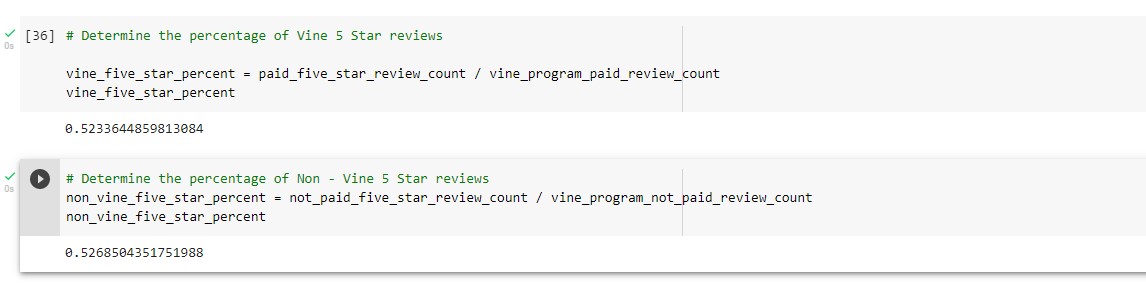 [36] # Determine the percentage of Vine 5 Star reviews
0s
vine_five_star_percent = paid_five_star_review_count / vine_program_paid_review_count
vine_five_star_percent
0.5233644859813084
# Determine the percentage of Non - Vine 5 Star reviews
0s
non_vine_five_star_percent = not_paid_five_star_review_count / vine_program_not_paid_review_count
non_vine_five_star_percent
0.5268504351751988